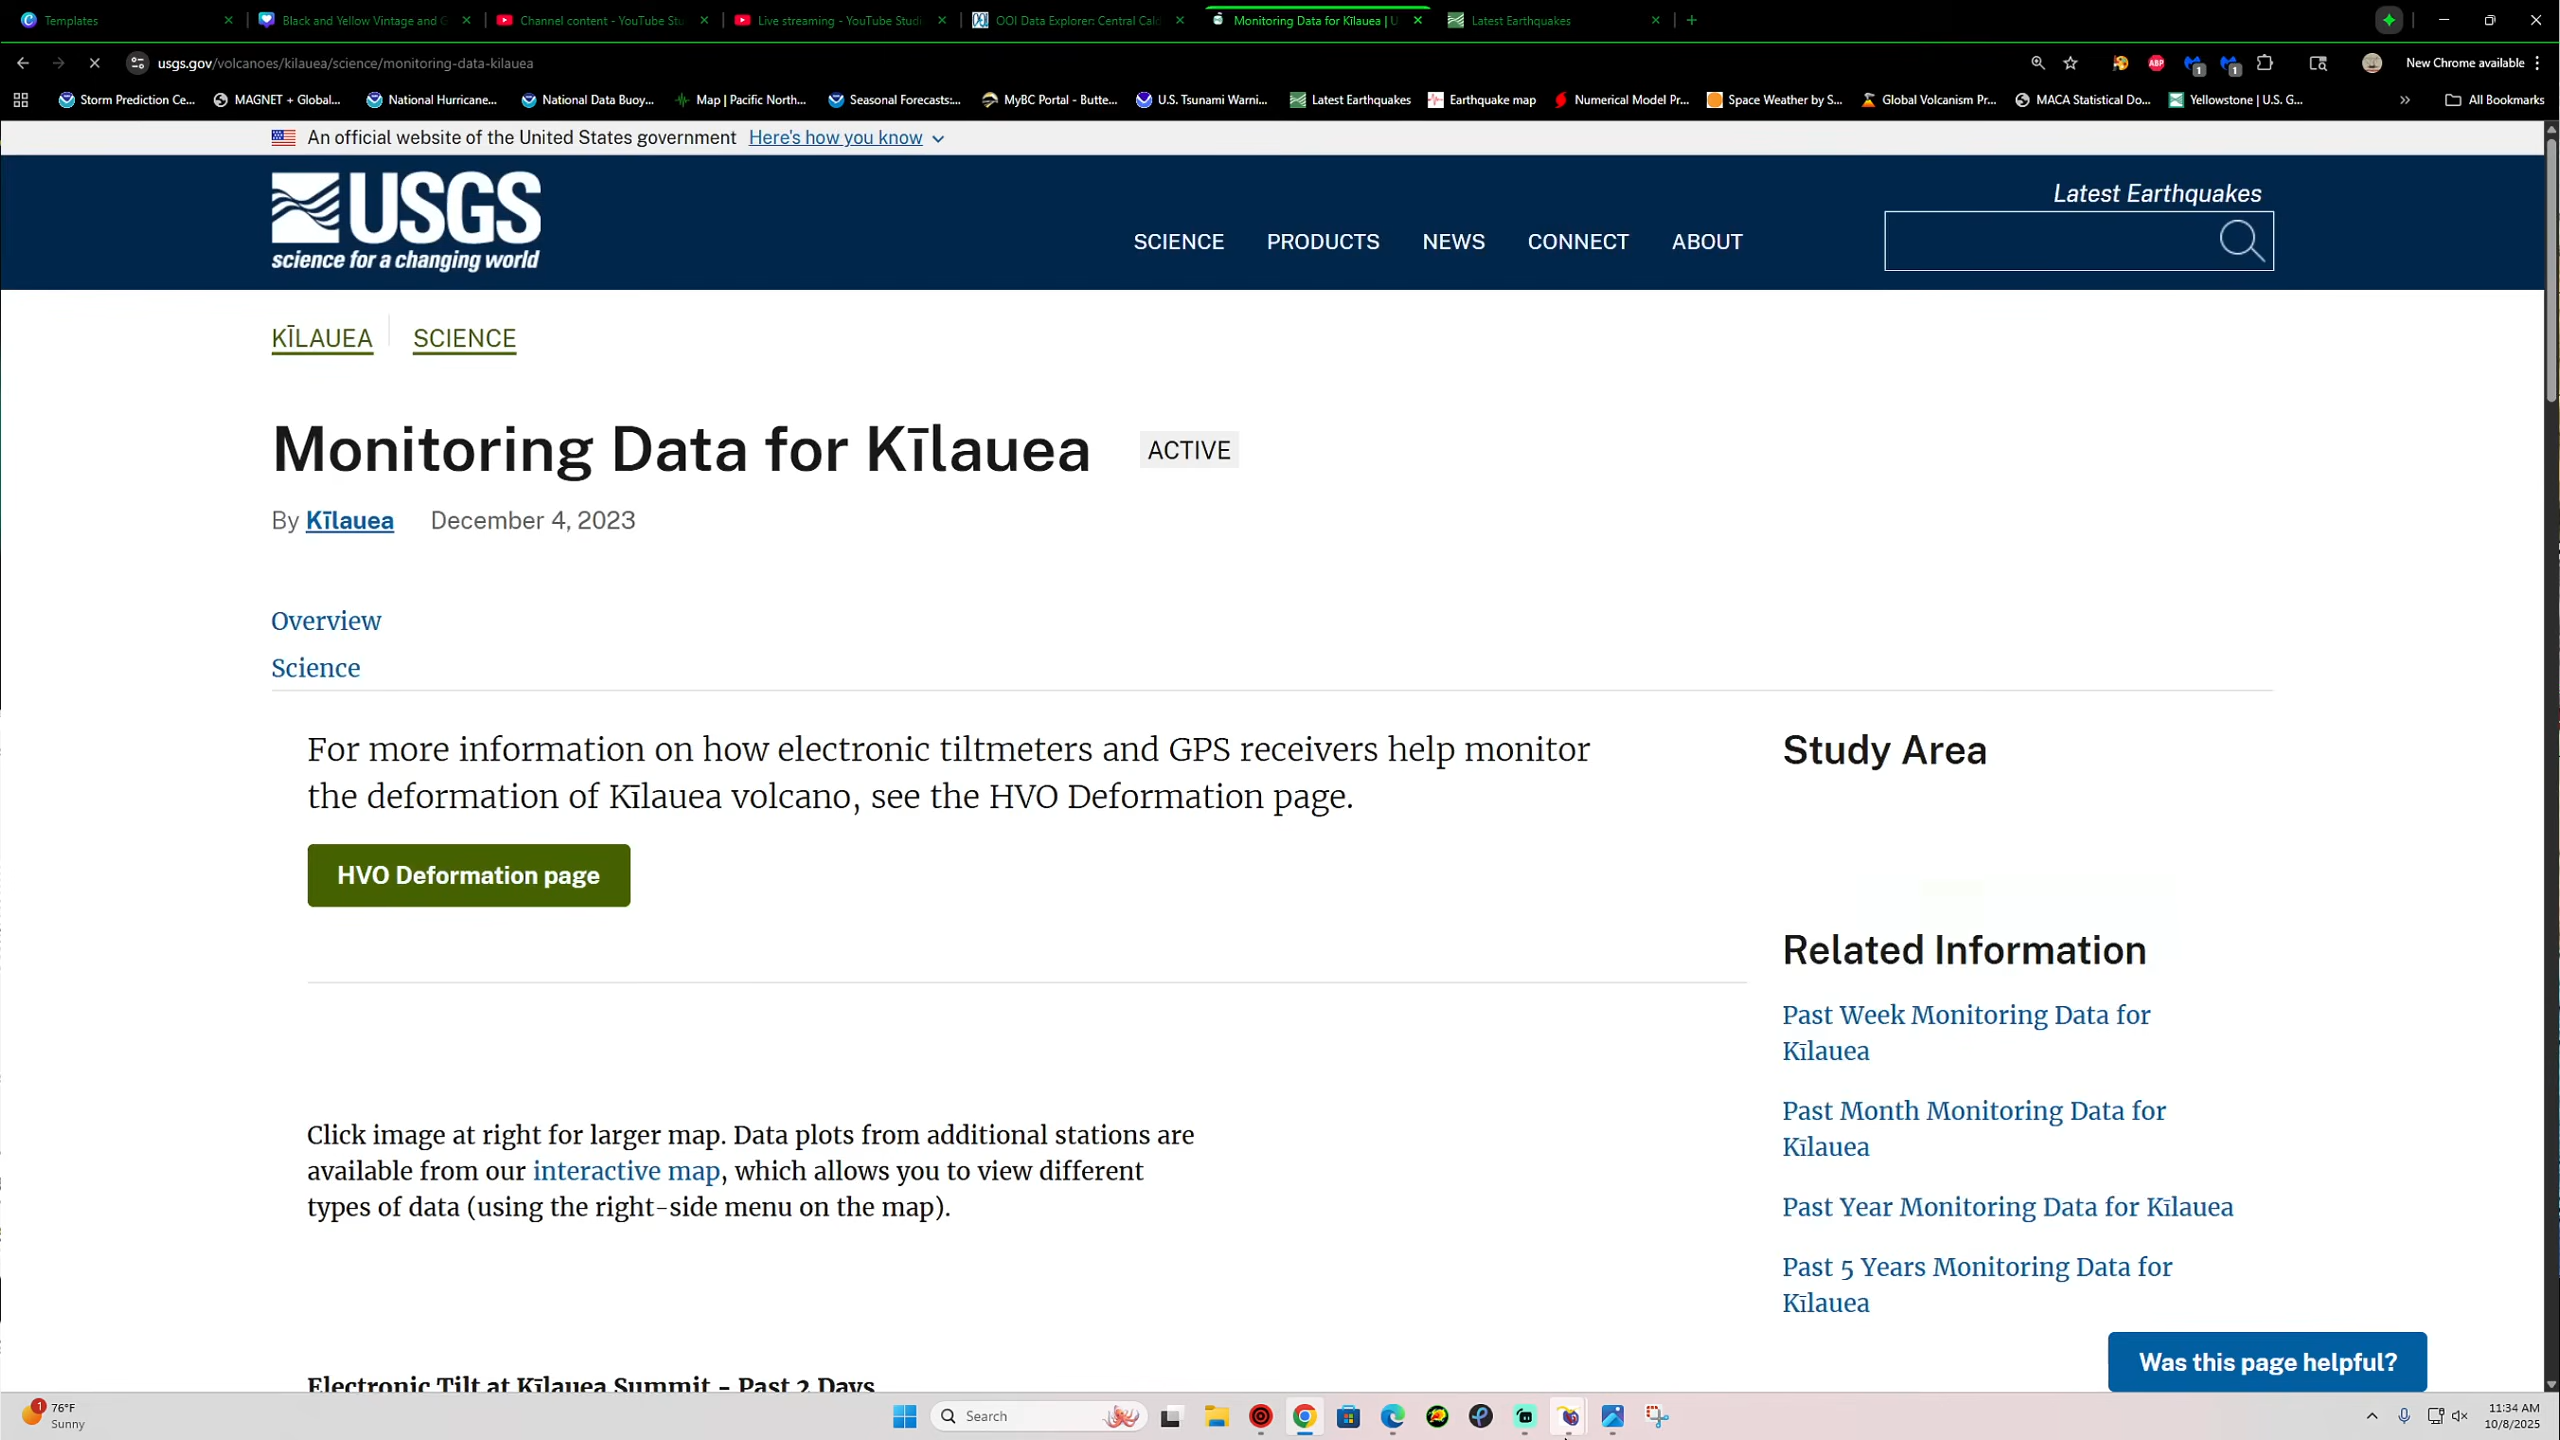 Templates
Black and Yellow Vintage and G
Channel content - YouTube Stu
Live streaming - YouTube Studi
OOI Data Explorer: Central Cald
Monitoring Data for Kīlauea | U
Latest Earthquakes
usgs.gov/volcanoes/kilauea/science/monitoring-data-kilauea
ABP
1
1
New Chrome available
Storm Prediction Ce...
MAGNET + Global...
National Hurricane...
National Data Buoy...
Map | Pacific North...
Seasonal Forecasts:...
MyBC Portal - Butte...
U.S. Tsunami Warni...
Latest Earthquakes
Earthquake map
Numerical Model Pr...
Space Weather by S...
Global Volcanism Pr...
MACA Statistical Do...
Yellowstone | U.S. G...
All Bookmarks
An official website of the United States government Here's how you know
USGS
science for a changing world
SCIENCE PRODUCTS NEWS CONNECT ABOUT
Latest Earthquakes
KĪLAUEA SCIENCE
Monitoring Data for Kīlauea ACTIVE
By Kīlauea December 4, 2023
Overview
Science
For more information on how electronic tiltmeters and GPS receivers help monitor
the deformation of Kīlauea volcano, see the HVO Deformation page.
HVO Deformation page
Click image at right for larger map. Data plots from additional stations are
available from our interactive map, which allows you to view different
types of data (using the right-side menu on the map).
Electronic Tilt at Kīlauea Summit - Past 2 Days
Study Area
Related Information
Past Week Monitoring Data for
Kīlauea
Past Month Monitoring Data for
Kīlauea
Past Year Monitoring Data for Kīlauea
Past 5 Years Monitoring Data for
Kīlauea
Was this page helpful?
1
76°F
Sunny
Search
11:34 AM
10/8/2025